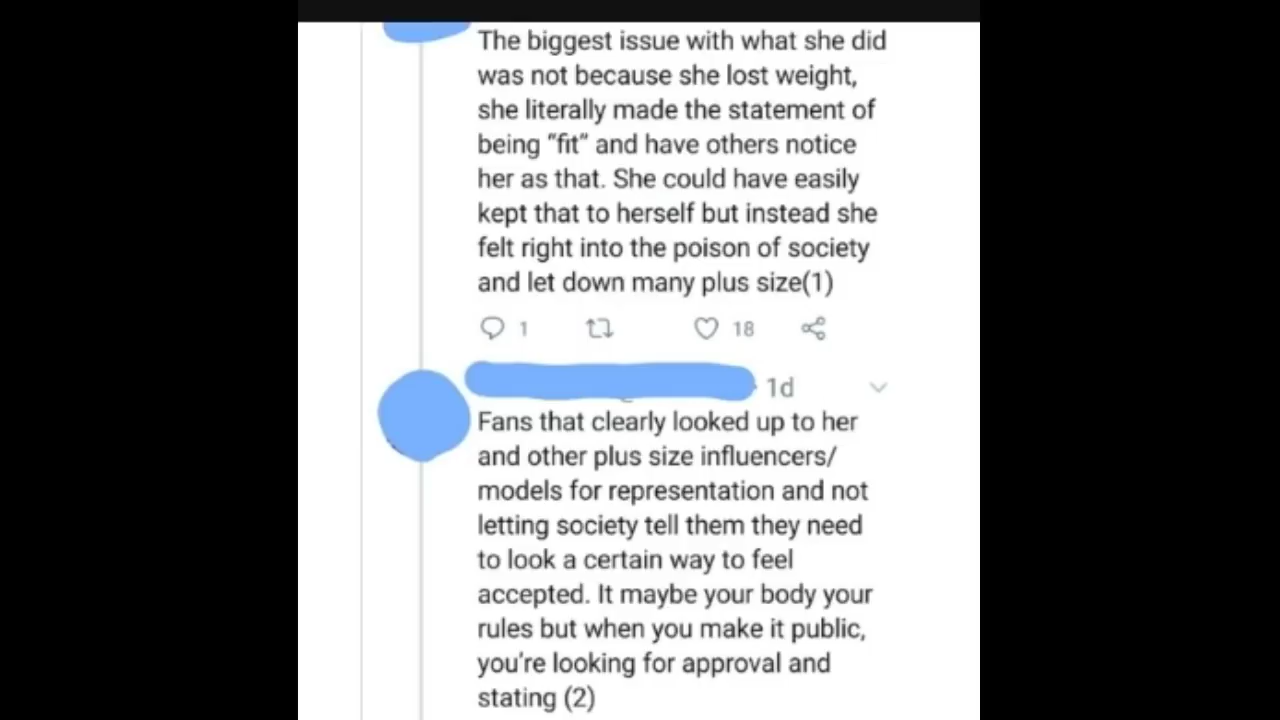 The biggest issue with what she did
was not because she lost weight,
she literally made the statement of
being “fit” and have others notice
her as that. She could have easily
kept that to herself but instead she
felt right into the poison of society
and let down many plus size(1)
1 18
1d
Fans that clearly looked up to her
and other plus size influencers/
models for representation and not
letting society tell them they need
to look a certain way to feel
accepted. It maybe your body your
rules but when you make it public,
you're looking for approval and
stating (2)